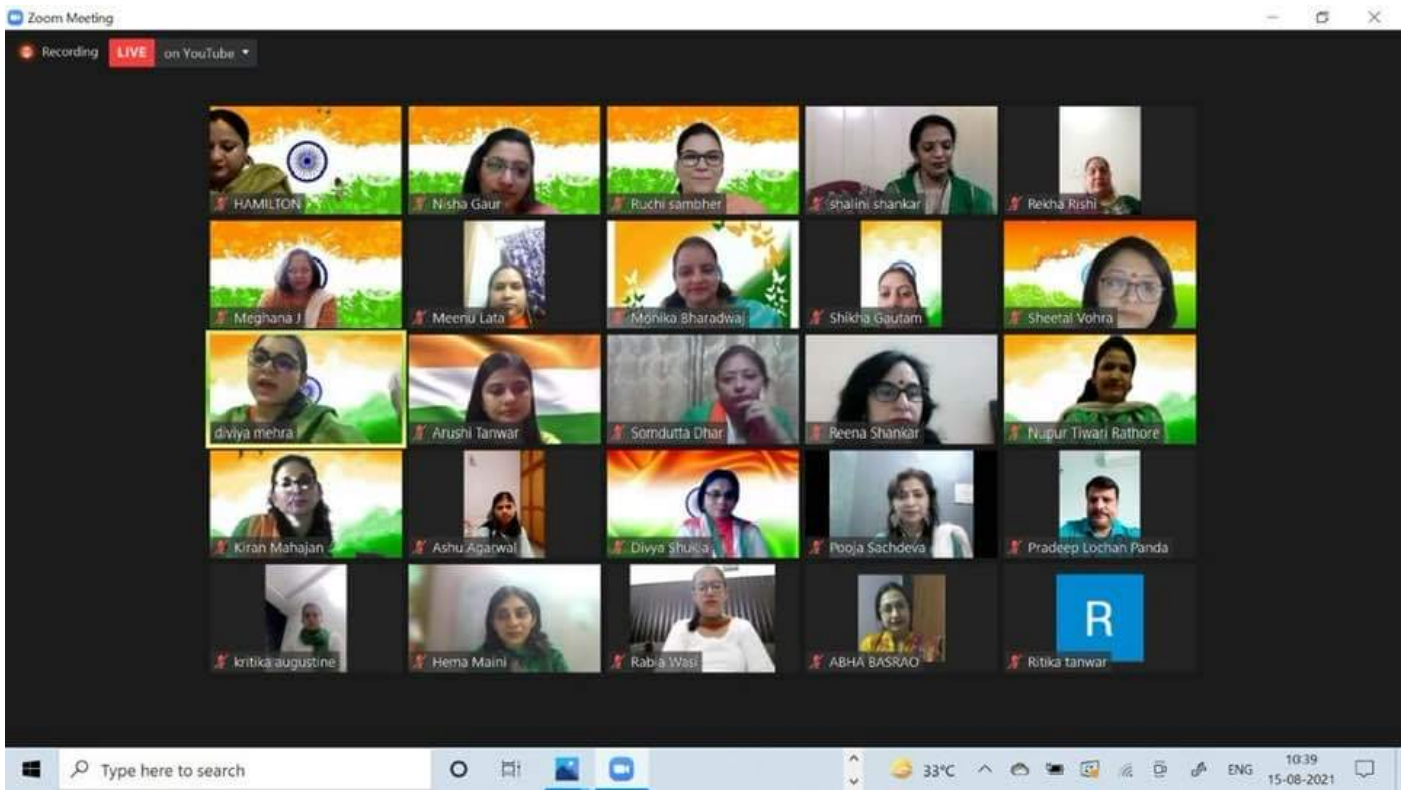 Zoom Meeting
Recording LIVE on YouTube
HAMILTON
Nisha Gaur
Ruchi sambher
shalini shankar
Rekha Rishi
Meghana J
Meenu Lata
Monika Bharadwaj
Shikha Gautam
Sheetal Vohra
diviya mehra
Arushi Tanwar
Somdutta Dhar
Reena Shankar
Nupur Tiwari Rathore
Kiran Mahajan
Ashu Agarwal
Divya Shukla
Pooja Sachdeva
Pradeep Lochan Panda
kritika augustine
Hema Maini
Rabia Wasi
ABHA BASRAO
R
Ritika tanwar
Type here to search
33°C
ENG
10:39
15-08-2021